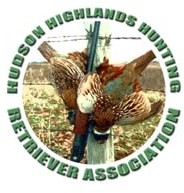 HUDSON HIGHLANDS HUNTING
RETRIEVER ASSOCIATION